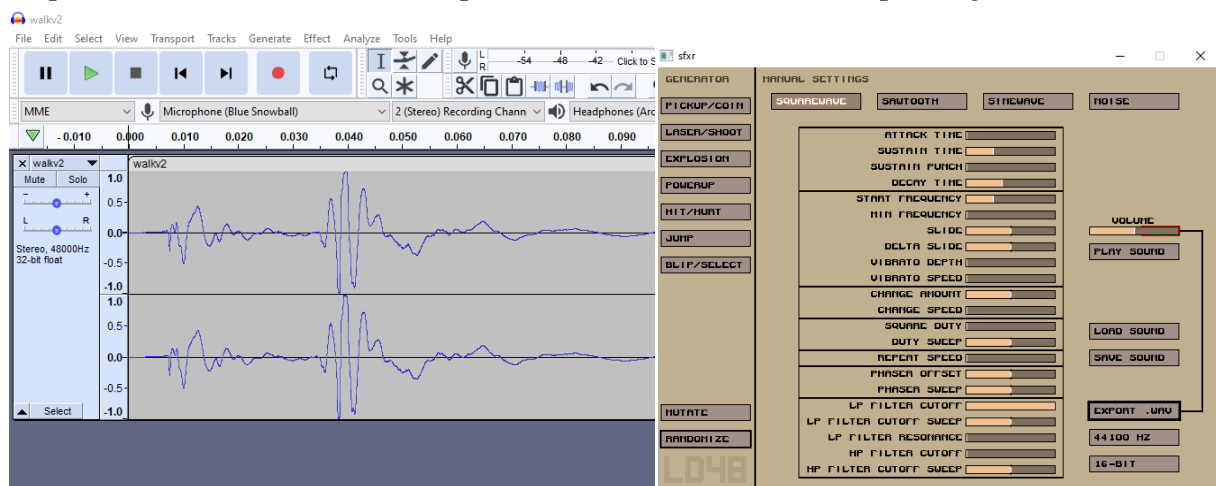 walkv2
File Edit Select View Transport Tracks Generate Effect Analyze Tools Help
L
R
-54 -48 -42 Click to S
MME
Microphone (Blue Snowball)
2 (Stereo) Recording Chann
Headphones (Arc
-0.010 0.000 0.010 0.020 0.030 0.040 0.050 0.060 0.070 0.080 0.090
x walkv2
walkv2
Mute Solo
- +
L R
Stereo, 48000Hz
32-bit float
Select
1.0
0.5-
0.0-
-0.5-
-1.0
1.0
0.5-
0.0-
-0.5-
-1.0
sfxr
GENERATOR
PICKUP/COIN
LASER/SHOOT
EXPLOSION
POWERUP
HIT/HURT
JUMP
BLIP/SELECT
MUTATE
RANDOMIZE
LD48
MANUAL SETTINGS
SQUAREWAVE
SAWTOOTH
SINEWAVE
NOISE
ATTACK TIME
SUSTAIN TIME
SUSTAIN PUNCH
DECAY TIME
START FREQUENCY
MIN FREQUENCY
SLIDE
DELTA SLIDE
VIBRATO DEPTH
VIBRATO SPEED
CHANGE AMOUNT
CHANGE SPEED
SQUARE DUTY
DUTY SWEEP
REPEAT SPEED
PHASER OFFSET
PHASER SWEEP
LP FILTER CUTOFF
LP FILTER CUTOFF SWEEP
LP FILTER RESONANCE
HP FILTER CUTOFF
HP FILTER CUTOFF SWEEP
VOLUME
PLAY SOUND
LOAD SOUND
SAVE SOUND
EXPORT .WAV
44100 HZ
16-BIT